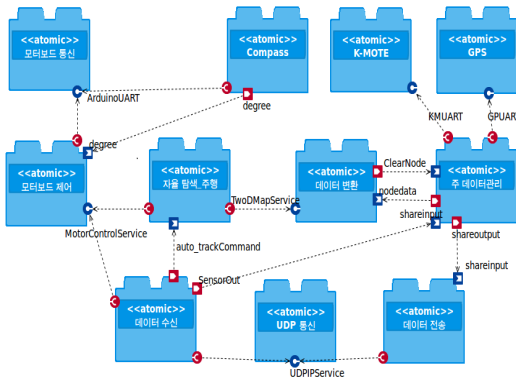 <<atomic>>
모터보드 통신
<<atomic>>
Compass
<<atomic>>
K-MOTE
<<atomic>>
GPS
ArduinoUART
degree
KMUART
GPUART
degree
<<atomic>>
모터보드 제어
<<atomic>>
자율 탐색_주행
TwoDMapService
<<atomic>>
데이터 변환
ClearNode
nodedata
shareinput
<<atomic>>
주 데이터관리
MotorControlService
auto_trackCommand
SensorOut
shareoutput
shareinput
<<atomic>>
데이터 수신
<<atomic>>
UDP 통신
<<atomic>>
데이터 전송
UDPIPService